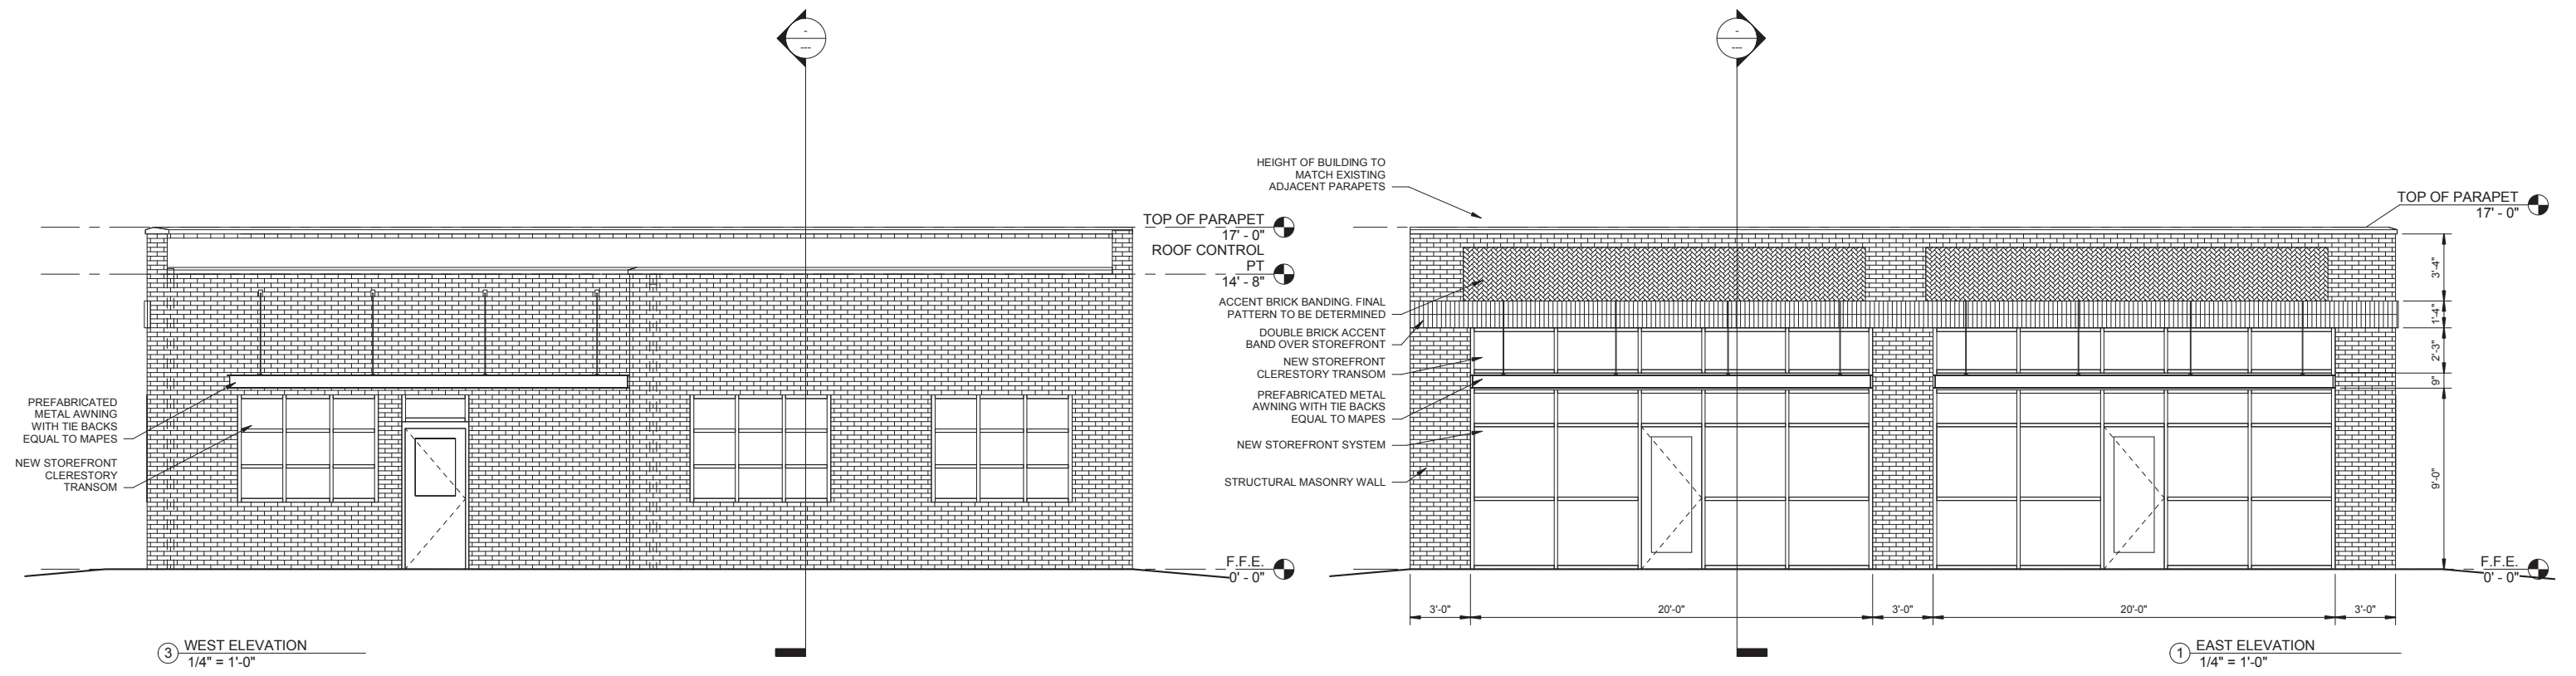 -
---
TOP OF PARAPET
17' - 0"
ROOF CONTROL
PT
14' - 8"
PREFABRICATED
METAL AWNING
WITH TIE BACKS
EQUAL TO MAPES
NEW STOREFRONT
CLERESTORY
TRANSOM
F.F.E.
0' - 0"
3 WEST ELEVATION
1/4" = 1'-0"
-
---
HEIGHT OF BUILDING TO
MATCH EXISTING
ADJACENT PARAPETS
ACCENT BRICK BANDING. FINAL
PATTERN TO BE DETERMINED
DOUBLE BRICK ACCENT
BAND OVER STOREFRONT
NEW STOREFRONT
CLERESTORY TRANSOM
PREFABRICATED METAL
AWNING WITH TIE BACKS
EQUAL TO MAPES
NEW STOREFRONT SYSTEM
STRUCTURAL MASONRY WALL
TOP OF PARAPET
17' - 0"
3'-4"
1'-4"
2'-3"
9"
9'-0"
F.F.E.
0' - 0"
3'-0"
20'-0"
3'-0"
20'-0"
3'-0"
1 EAST ELEVATION
1/4" = 1'-0"